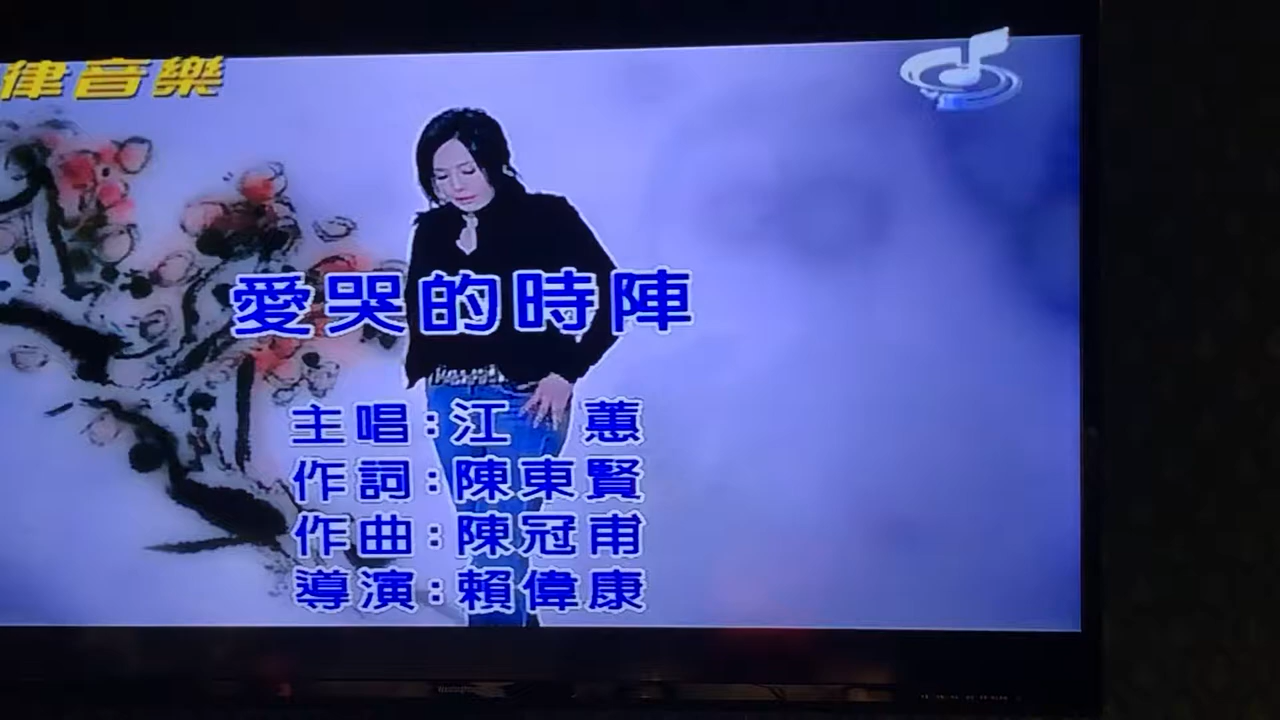 律音樂
愛哭的時陣
主唱:江 蕙
作詞:陳東賢
作曲:陳冠甫
導演:賴偉康